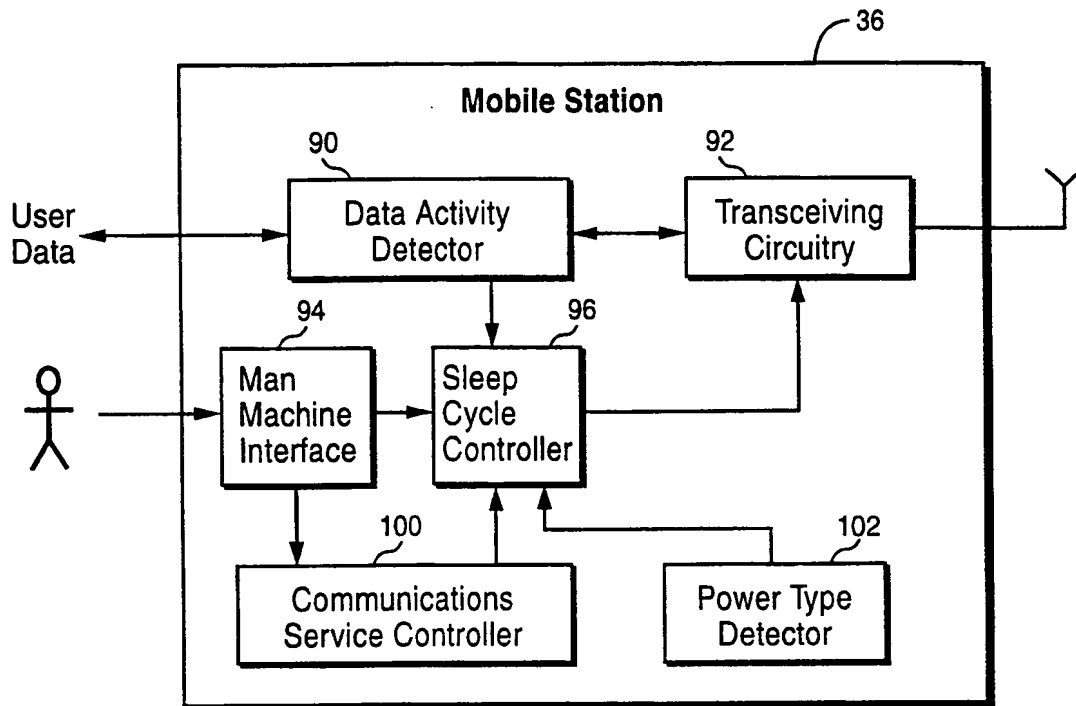 36
Mobile Station
90
92
User
Data
Data Activity
Detector
Transceiving
Circuitry
94
96
Man
Machine
Interface
Sleep
Cycle
Controller
100
102
Communications
Service Controller
Power Type
Detector